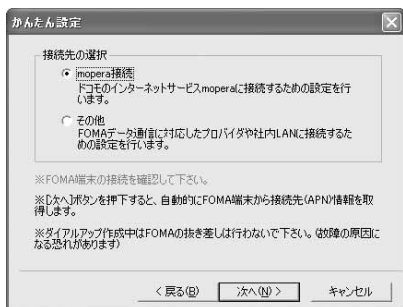 かんたん設定
接続先の選択
mopera接続
ドコモのインターネットサービスmoperaに接続するための設定を行
います。
その他
FOMAデータ通信に対応したプロバイダや社内LANに接続するた
めの設定を行います。
※FOMA端末の接続を確認して下さい。
※[次へ]ボタンを押下すると、自動的にFOMA端末から接続先(APN)情報を取
得します。
※ダイアルアップ作成中はFOMAの抜き差しは行わないで下さい。(故障の原因に
なる恐れがあります)
< 戻る(B)
次へ(N) >
キャンセル